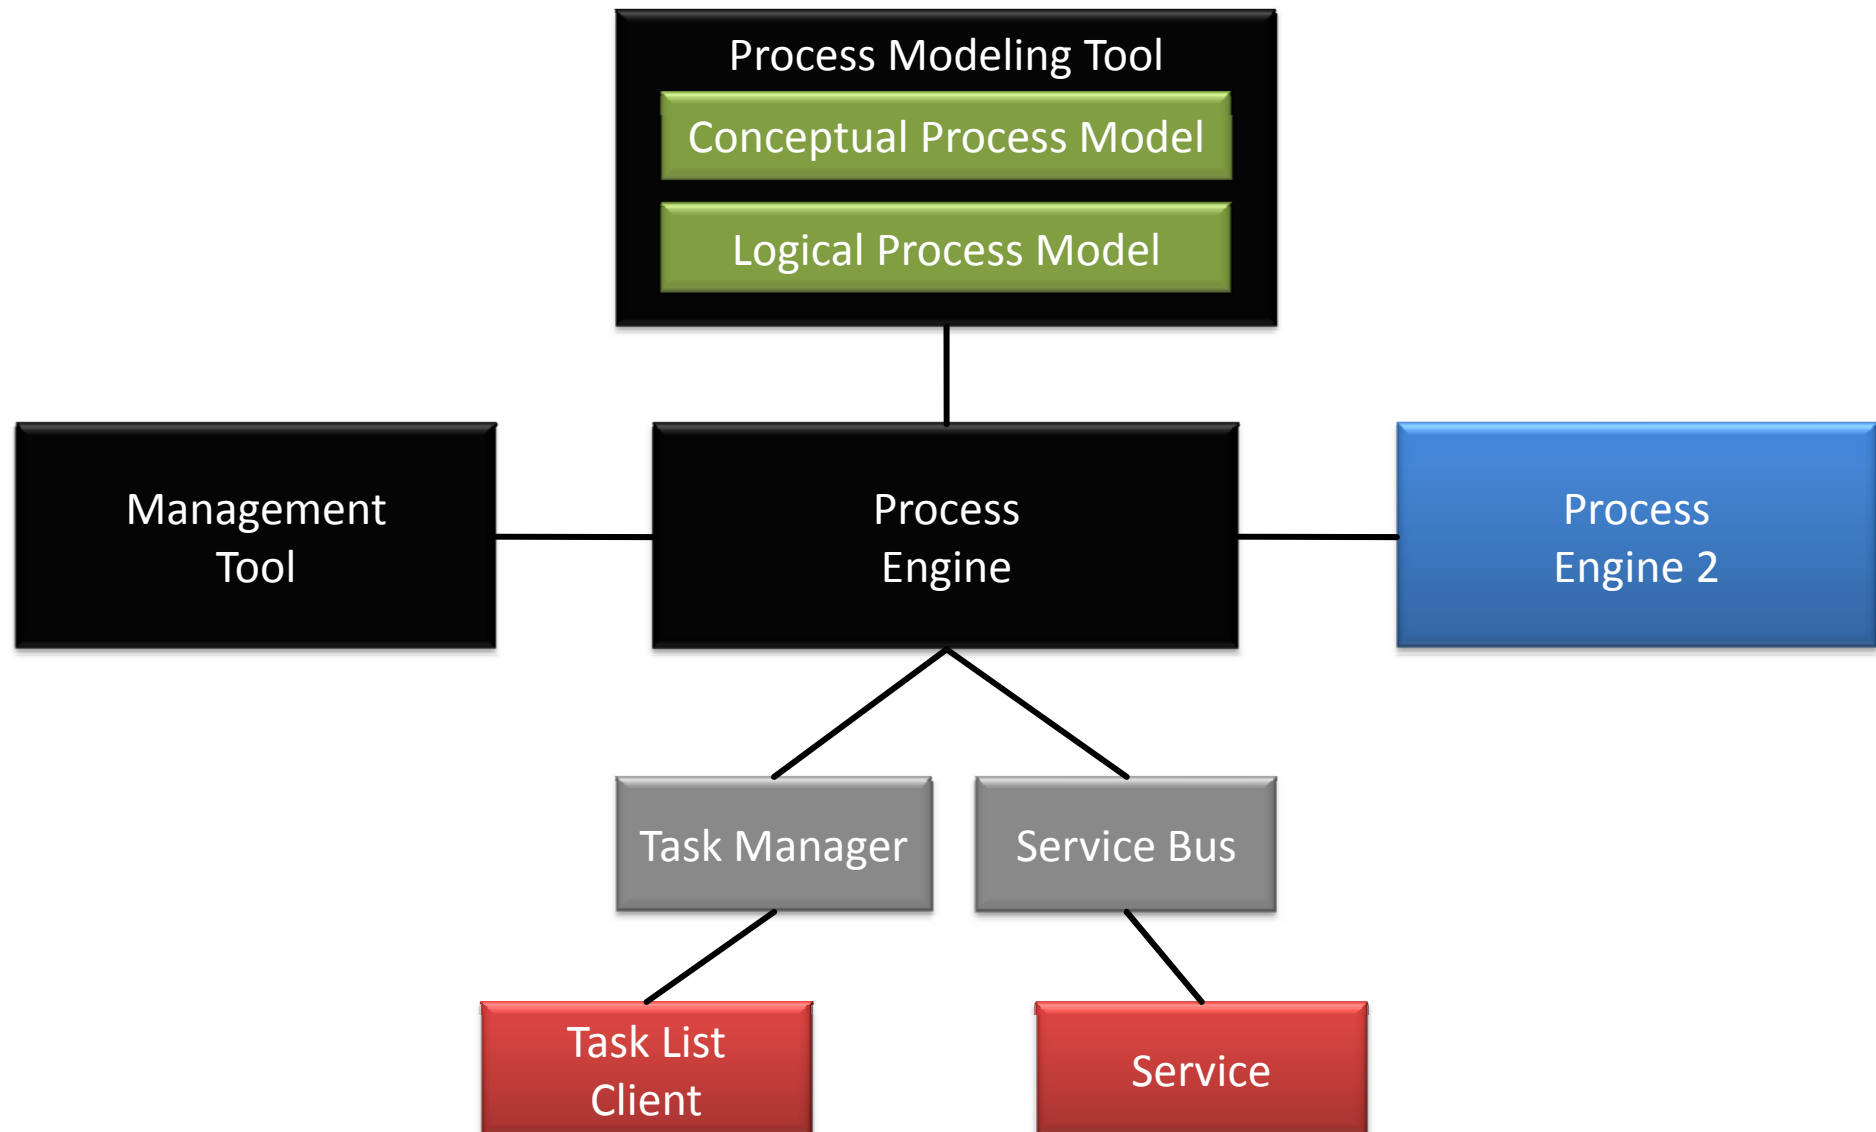 Process Modeling Tool
Conceptual Process Model
Logical Process Model
Management
Tool
Process
Engine
Process
Engine 2
Task Manager
Service Bus
Task List
Client
Service